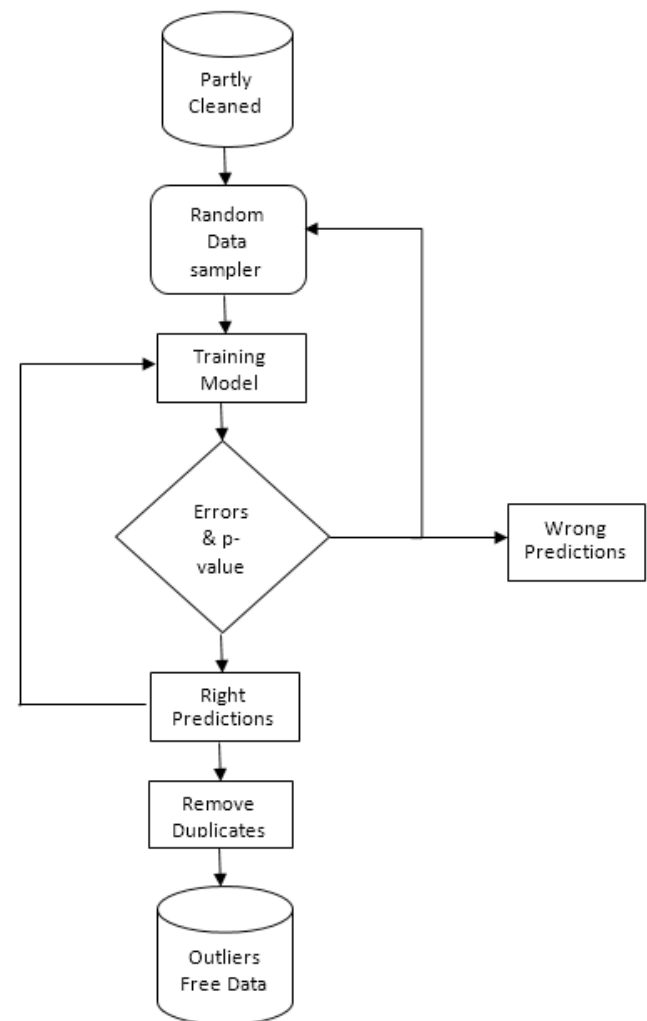 Partly
Cleaned
Random
Data
sampler
Training
Model
Errors
& p-
value
Wrong
Predictions
Right
Predictions
Remove
Duplicates
Outliers
Free Data